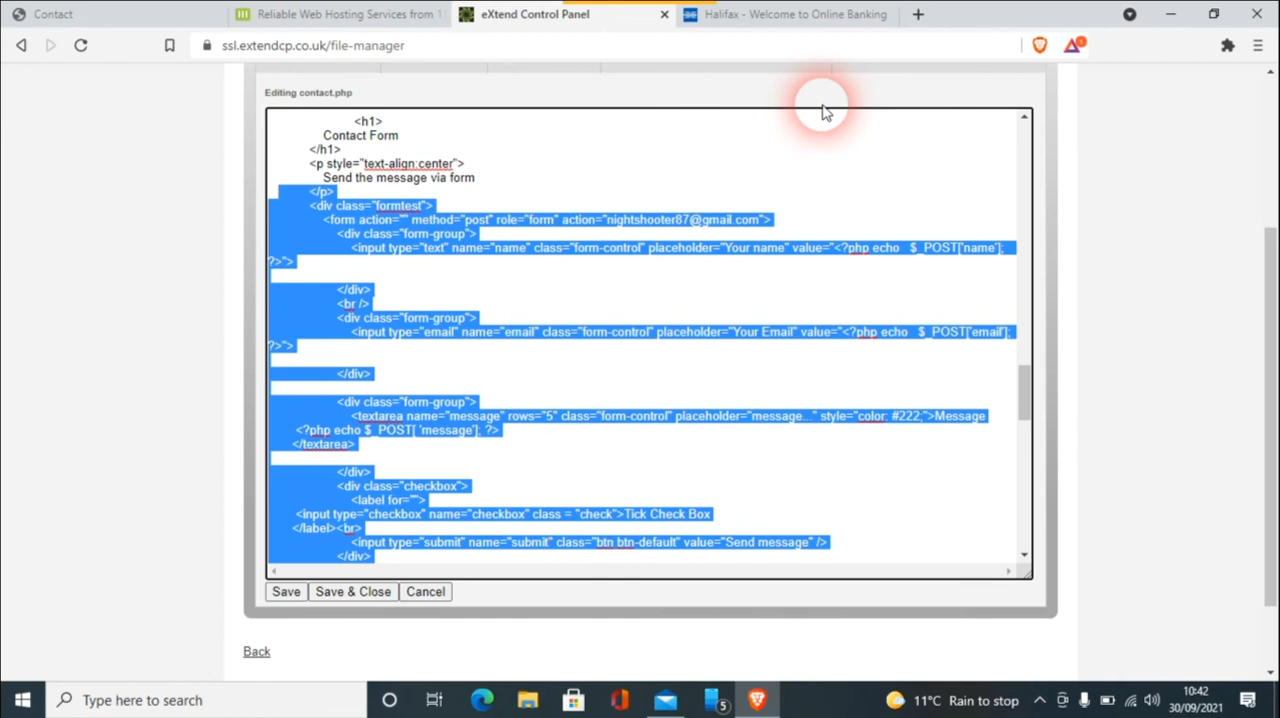 Contact
Reliable Web Hosting Services from 1
eXtend Control Panel
Halifax - Welcome to Online Banking
ssl.extendcp.co.uk/file-manager
1
Editing contact.php
<h1>
Contact Form
</h1>
<p style="text-align:center">
Send the message via form
</p>
<div class="formtest">
<form action="" method="post" role="form" action="nightshooter87@gmail.com">
<div class="form-group">
<input type="text" name="name" class="form-control" placeholder="Your name" value="<?php echo $_POST['name'];
?>">
</div>
<br />
<div class="form-group">
<input type="email" name="email" class="form-control" placeholder="Your Email" value="<?php echo $_POST['email'];
?>">
</div>
<div class="form-group">
<textarea name="message" rows="5" class="form-control" placeholder="message..." style="color: #222;">Message
<?php echo $_POST[ 'message']; ?>
</textarea>
</div>
<div class="checkbox">
<label for="">
<input type="checkbox" name="checkbox" class = "check">Tick Check Box
</label><br>
<input type="submit" name="submit" class="btn btn-default" value="Send message" />
</div>
Save Save & Close Cancel
Back
Type here to search
5
11°C Rain to stop
10:42
30/09/2021